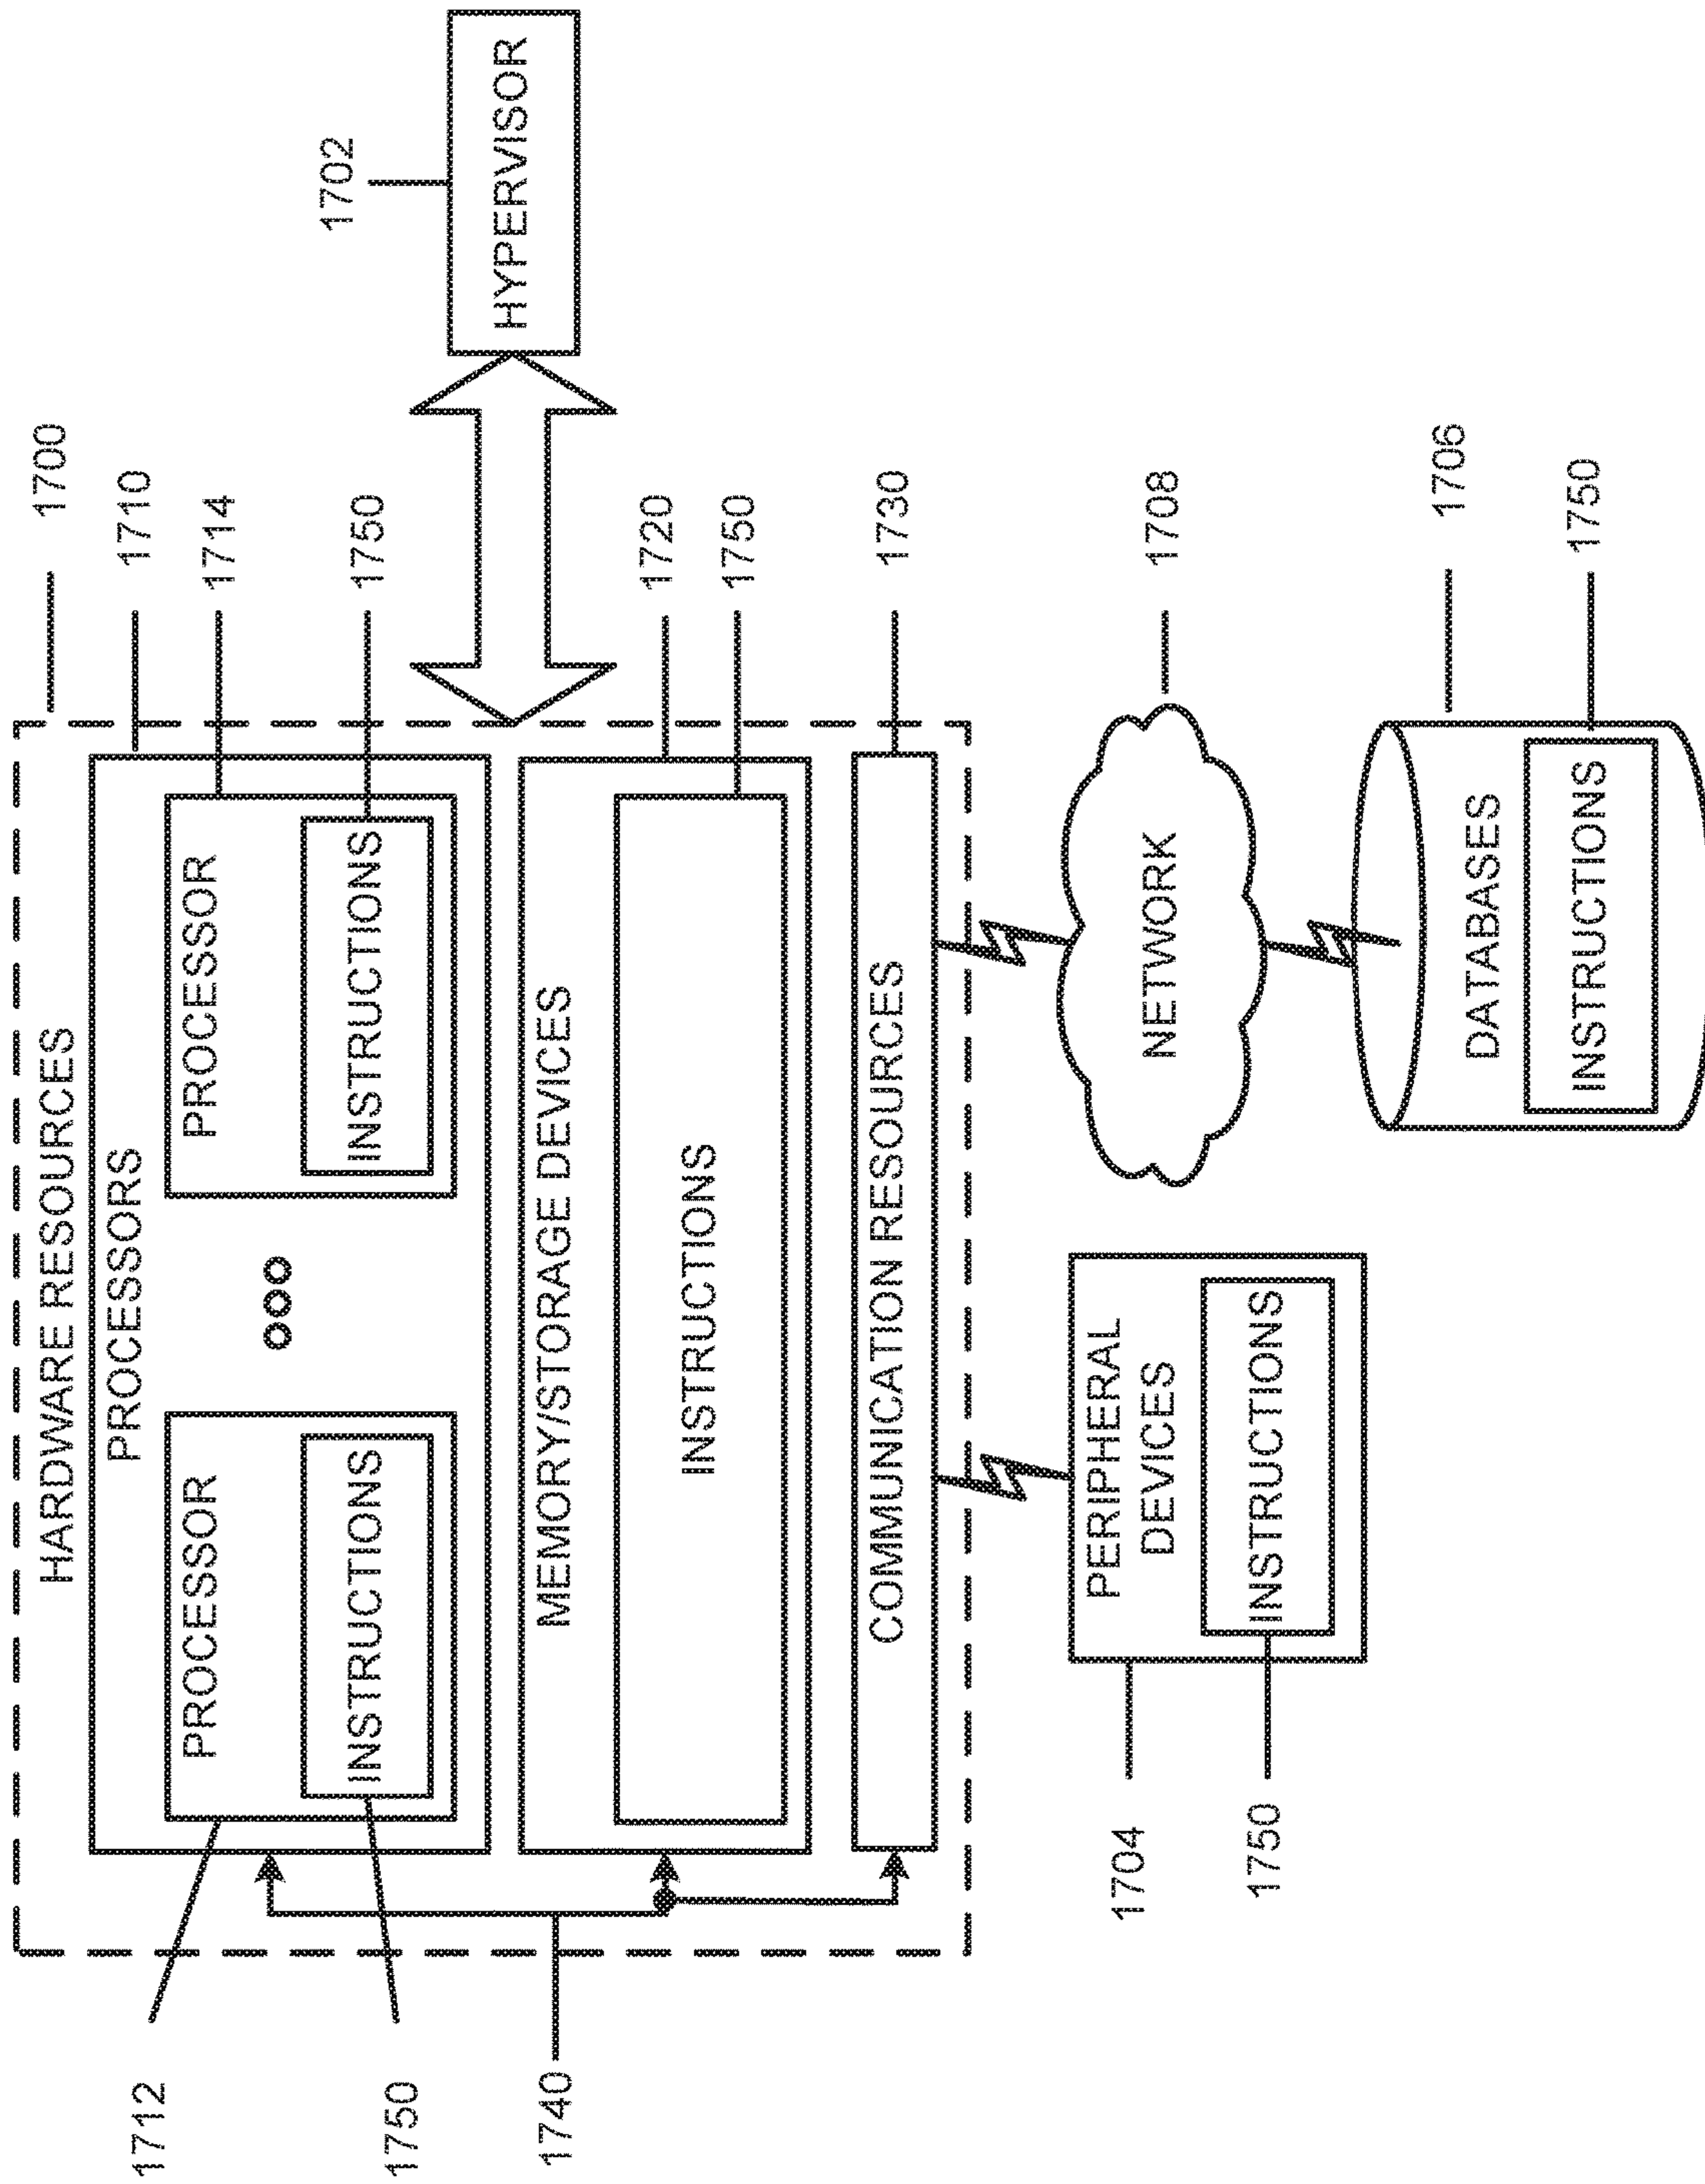 HARDWARE RESOURCES
1700
PROCESSORS
1710
1712
PROCESSOR
PROCESSOR
1714
1750
INSTRUCTIONS
INSTRUCTIONS
1750
1702
HYPERVISOR
1740
MEMORY/STORAGE DEVICES
1720
INSTRUCTIONS
1750
COMMUNICATION RESOURCES
1730
1704
PERIPHERAL
DEVICES
1750
INSTRUCTIONS
NETWORK
1708
1706
DATABASES
INSTRUCTIONS
1750